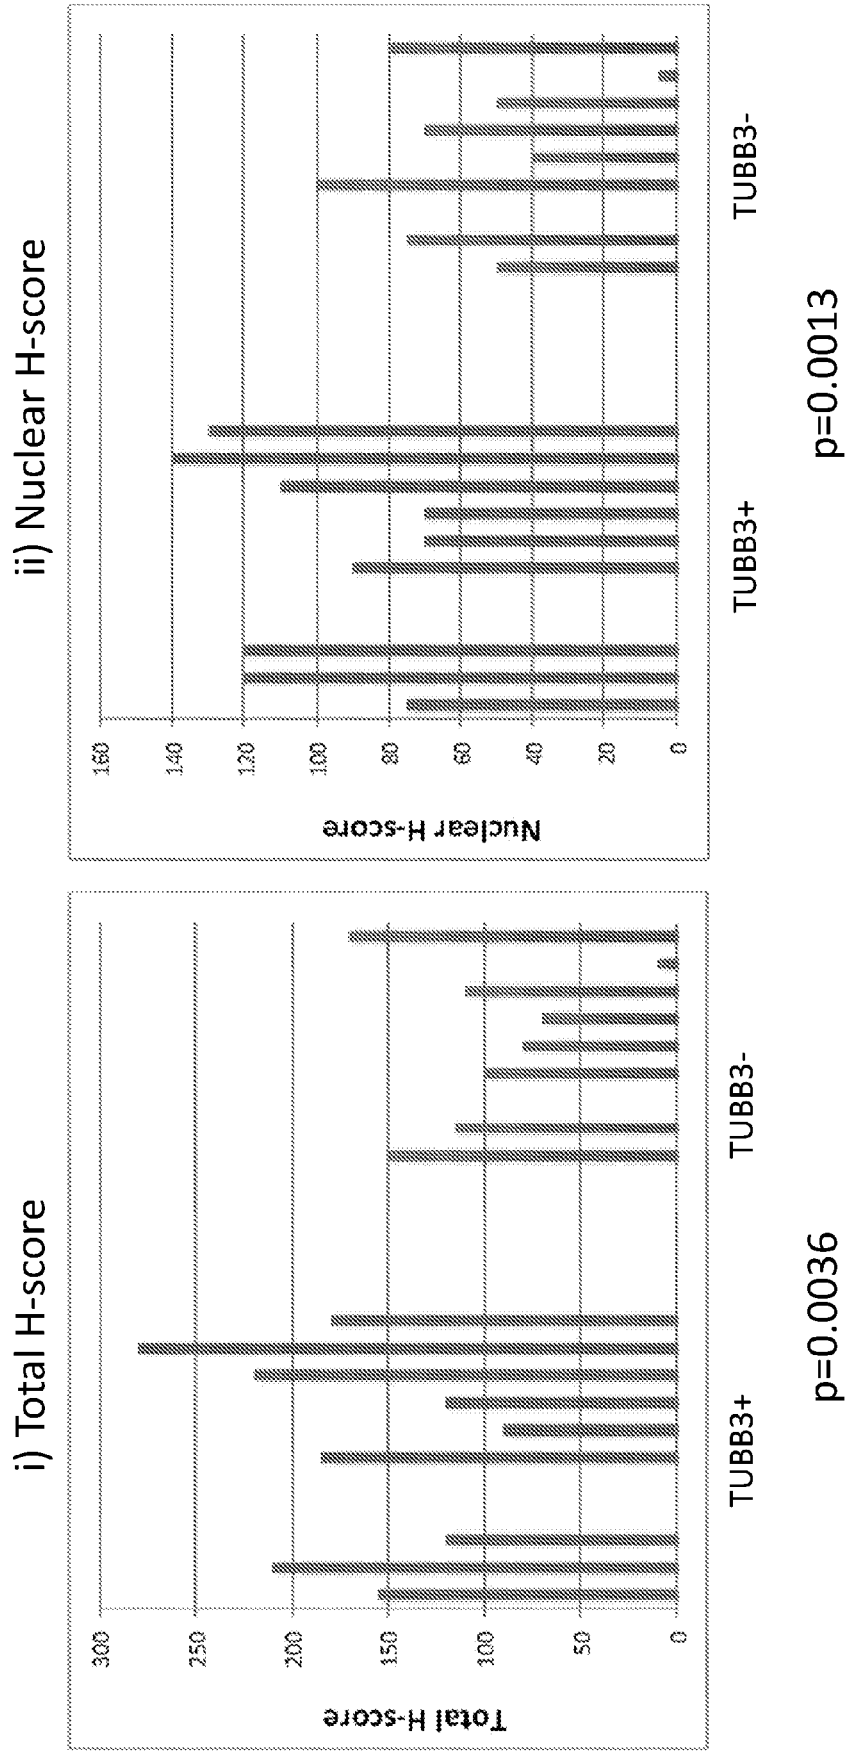 i) Total H-score
Total H-score
300
250
200
150
100
50
0
TUBB3+
TUBB3-
p=0.0036
ii) Nuclear H-score
Nuclear H-score
160
140
120
100
80
60
40
20
0
TUBB3+
TUBB3-
p=0.0013